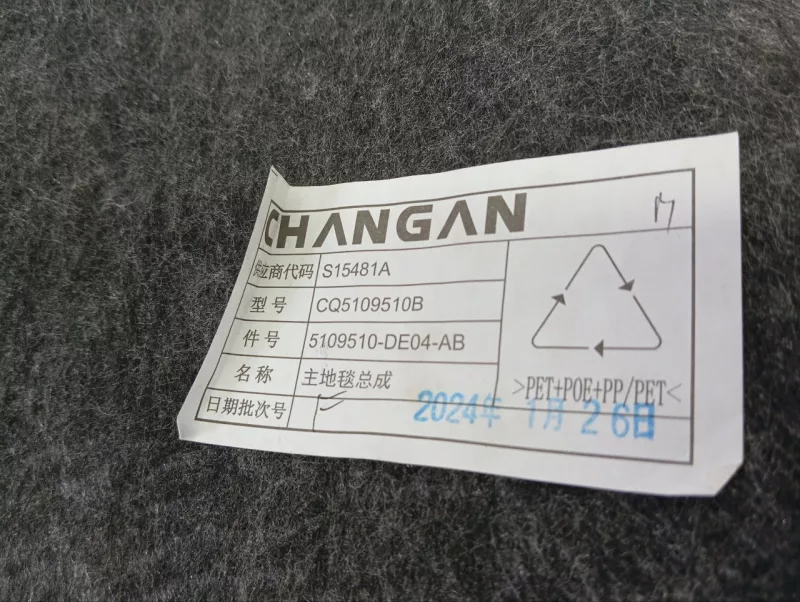 CHANGAN
供应商代码 S15481A
型号 CQ5109510B
件号 5109510-DE04-AB
名称 主地毯总成
>PET+POE+PP/PET<
日期批次号 2024年 1月 26日